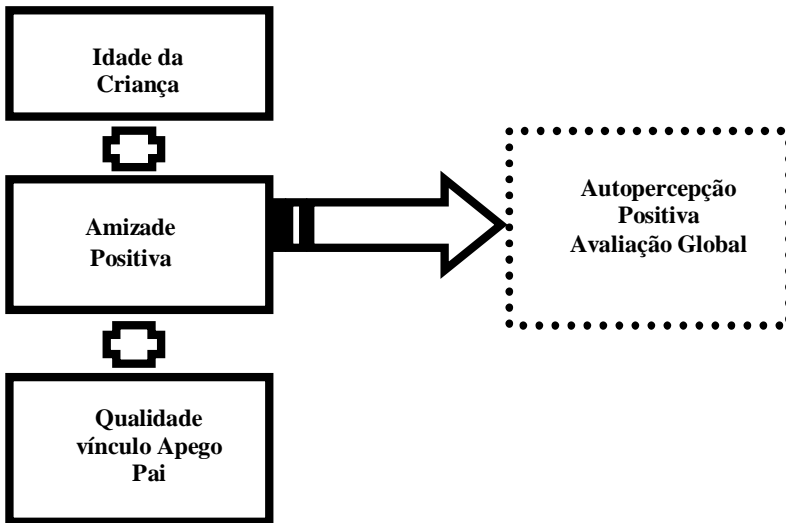 Idade da
Criança
Amizade
Positiva
Autopercepção
Positiva
Avaliação Global
Qualidade
vínculo Apego
Pai